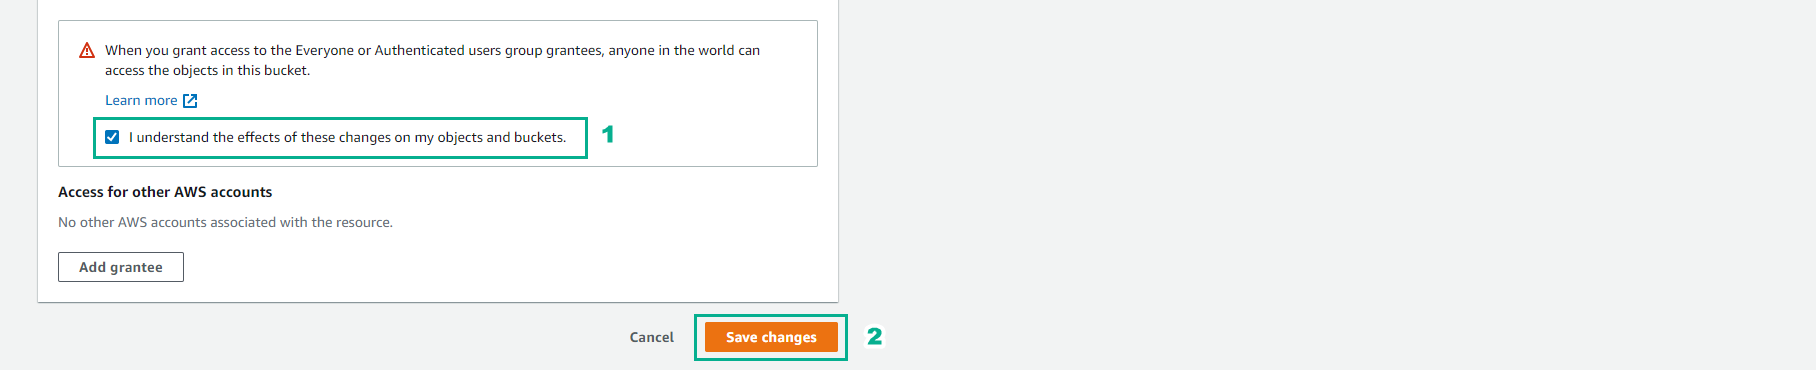 When you grant access to the Everyone or Authenticated users group grantees, anyone in the world can
access the objects in this bucket.
Learn more
I understand the effects of these changes on my objects and buckets.
1
Access for other AWS accounts
No other AWS accounts associated with the resource.
Add grantee
Cancel
Save changes
2